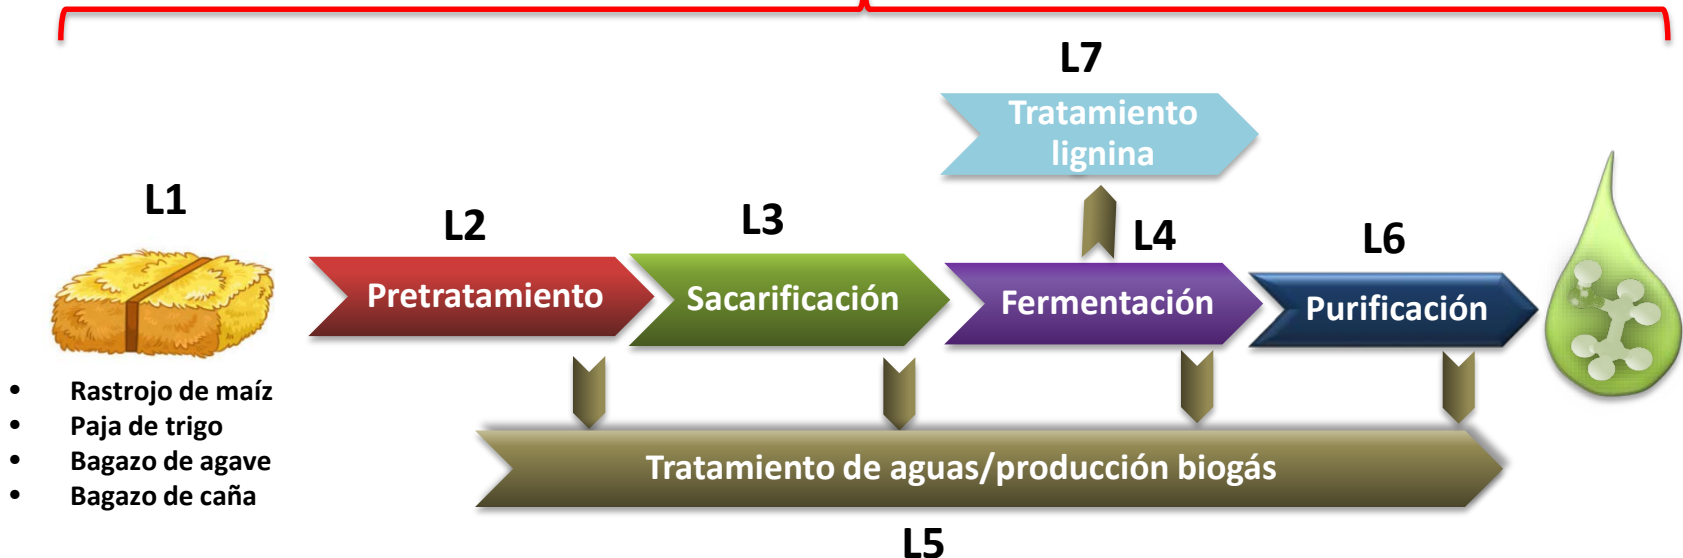 L7
Tratamiento
lignina
L1
L2
L3
L4
L6
Pretratamiento
Sacarificación
Fermentación
Purificación
• Rastrojo de maíz
• Paja de trigo
• Bagazo de agave
• Bagazo de caña
Tratamiento de aguas/producción biogás
L5